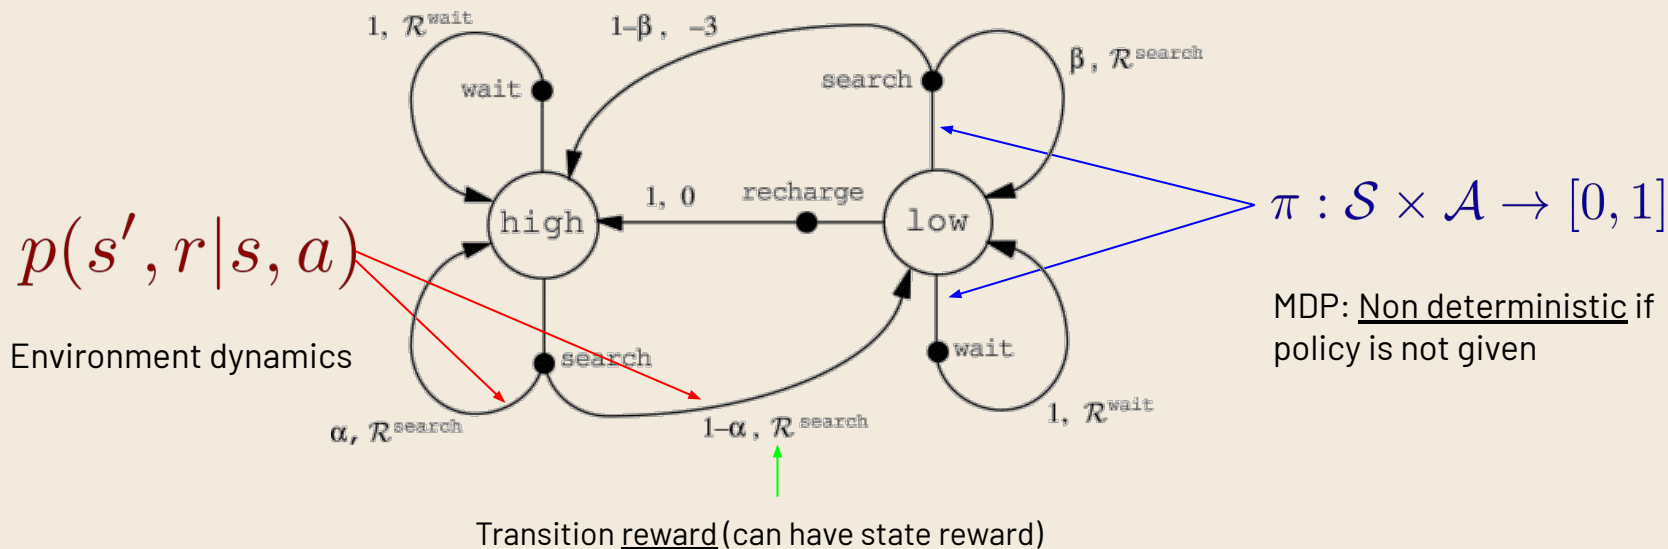 1, ℛ^wait
1–β, –3
β, ℛ^search
wait
search
1, 0
recharge
high
low
π : 𝒮 × 𝒜 → [0, 1]
p(s′, r|s, a)
MDP: Non deterministic if
policy is not given
Environment dynamics
search
wait
α, ℛ^search
1–α, ℛ^search
1, ℛ^wait
Transition reward (can have state reward)